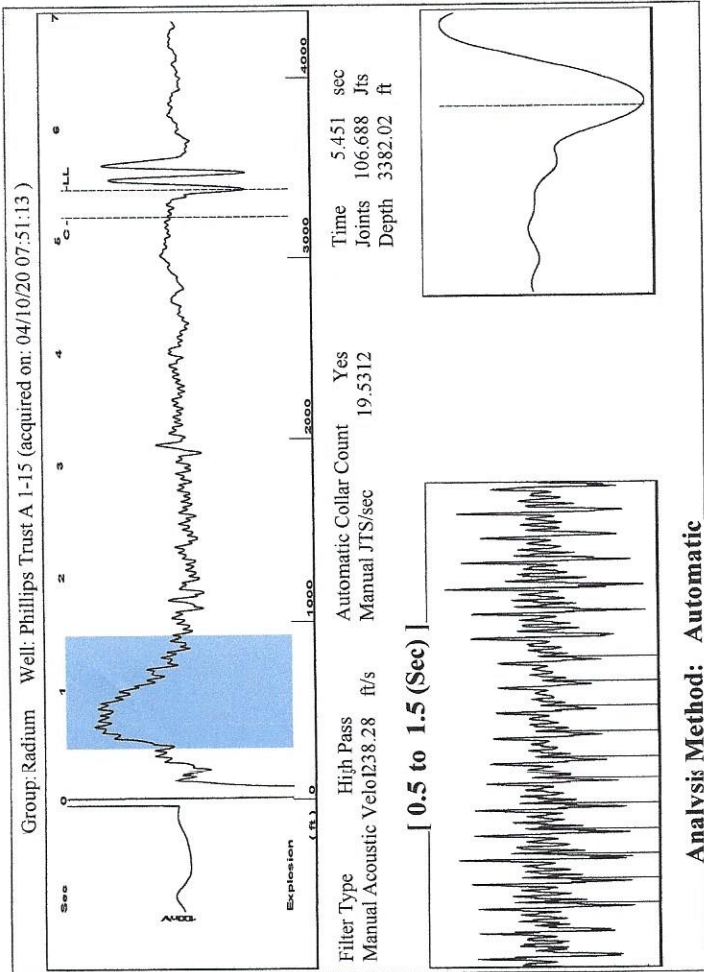 Group: Radium Well: Phillips Trust A 1-15 (acquired on: 04/10/20 07:51:13 )
Sec
0 1 2 3 4 5 6 7
C LL
Explosion
(ft)
0 1000 2000 3000 4000
Filter Type High Pass Automatic Collar Count Yes Time 5.451 sec
Manual Acoustic Velo1238.28 ft/s Manual JTS/sec 19.5312 Joints 106.688 Jts
Depth 3382.02 ft
[ 0.5 to 1.5 (Sec) ]
Analysis Method: Automatic